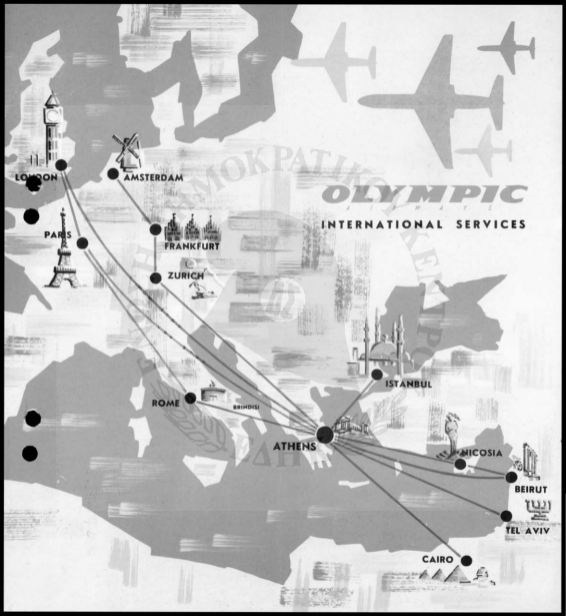 OLYMPIC
AIRWAYS
INTERNATIONAL SERVICES
LONDON
AMSTERDAM
PARIS
FRANKFURT
ZURICH
ISTANBUL
ROME
BRINDISI
ATHENS
NICOSIA
BEIRUT
TEL AVIV
CAIRO